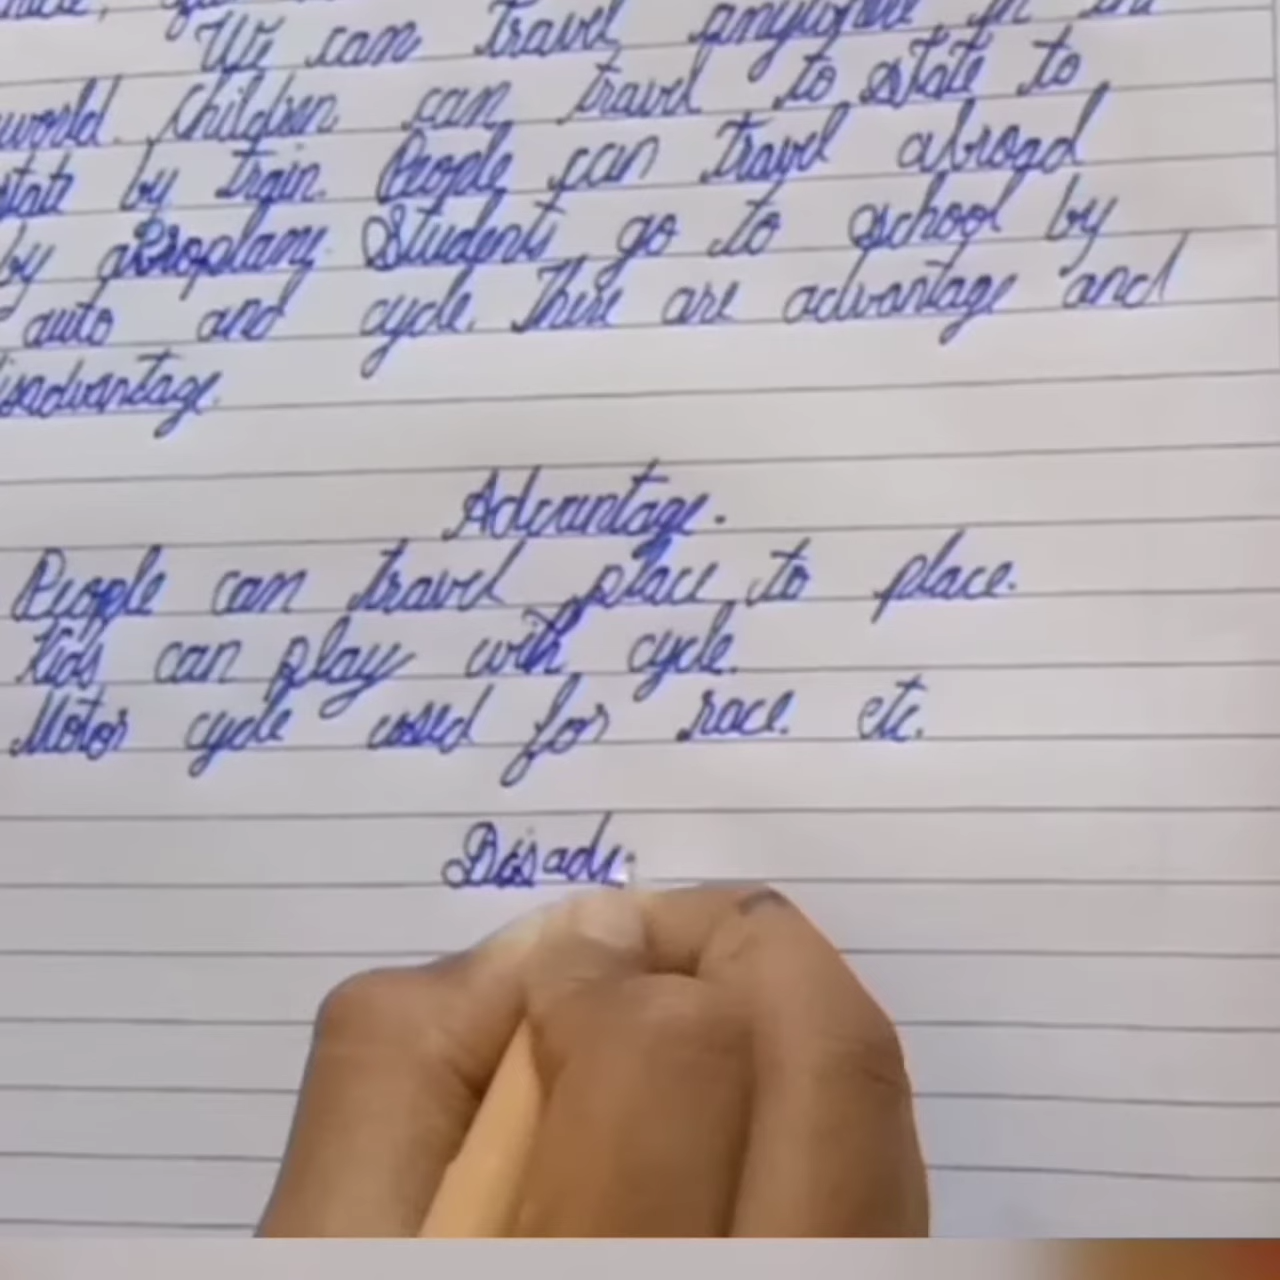 We can travel anywhere in the
world. Children can travel to state to
state by train. People can travel abroad
by aeroplane. Students go to school by
auto and cycle. There are advantage and
isadvantage.
Advantage.
People can travel place to place.
Kids can play with cycle.
Motor cycle used for race. etc.
Disadv